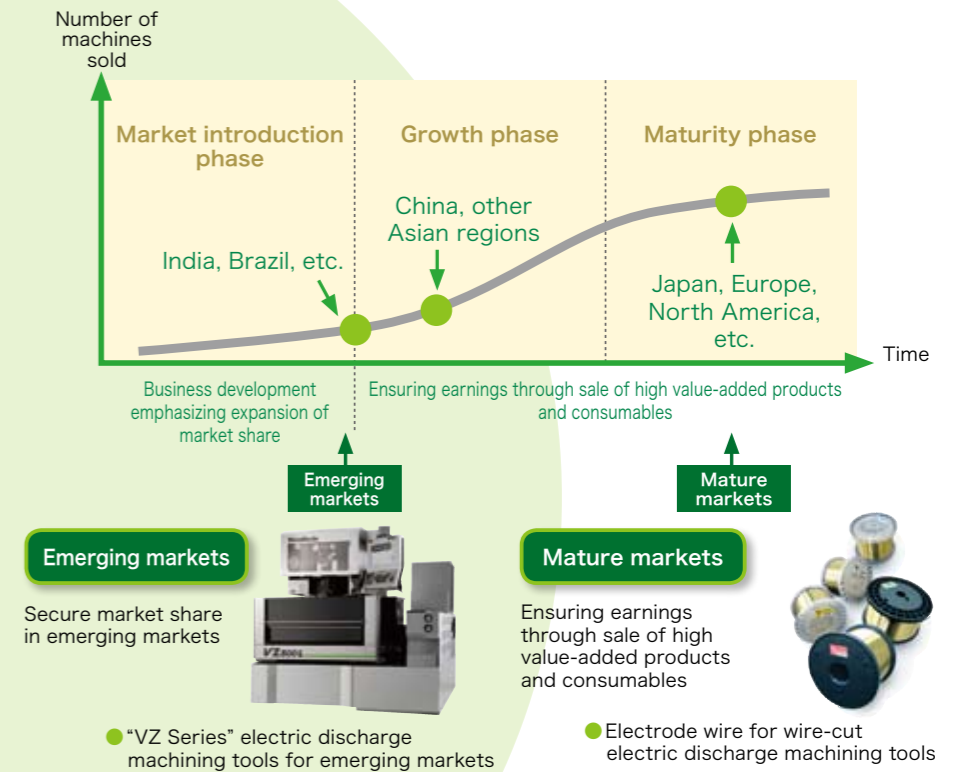 Number of
machines
sold
Market introduction
phase
Growth phase
Maturity phase
China, other
Asian regions
India, Brazil, etc.
Japan, Europe,
North America,
etc.
Time
Business development
emphasizing expansion of
market share
Ensuring earnings through sale of high value-added products
and consumables
Emerging
markets
Mature
markets
Emerging markets
Secure market share
in emerging markets
“VZ Series” electric discharge
machining tools for emerging markets
Mature markets
Ensuring earnings
through sale of high
value-added products
and consumables
Electrode wire for wire-cut
electric discharge machining tools